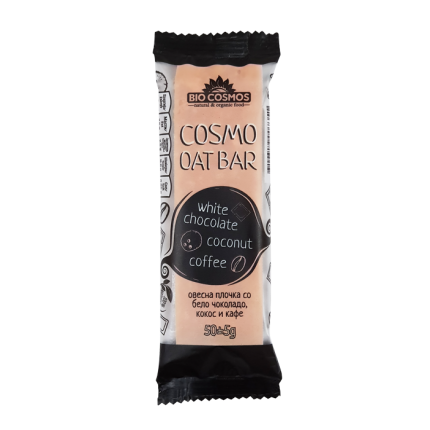 BIO COSMOS
natural & organic food
COSMO
OAT BAR
white
chocolate
coconut
coffee
овесна плочка со
бело чоколадо,
кокос и кафе
50±5g